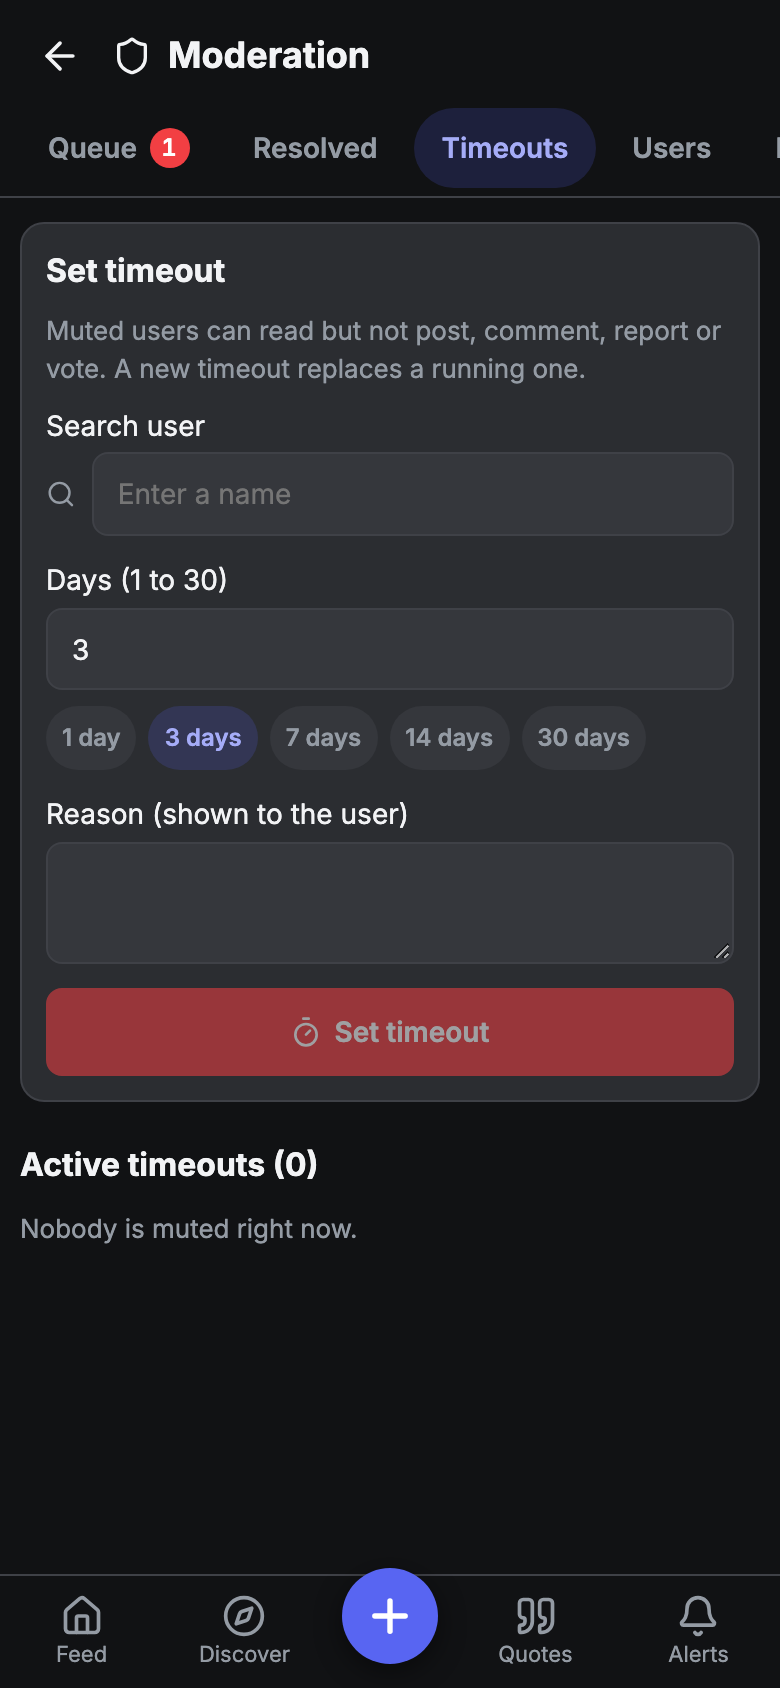 Moderation
Queue 1 Resolved Timeouts Users
Set timeout
Muted users can read but not post, comment, report or
vote. A new timeout replaces a running one.
Search user
Enter a name
Days (1 to 30)
3
1 day 3 days 7 days 14 days 30 days
Reason (shown to the user)
Set timeout
Active timeouts (0)
Nobody is muted right now.
Feed Discover Quotes Alerts